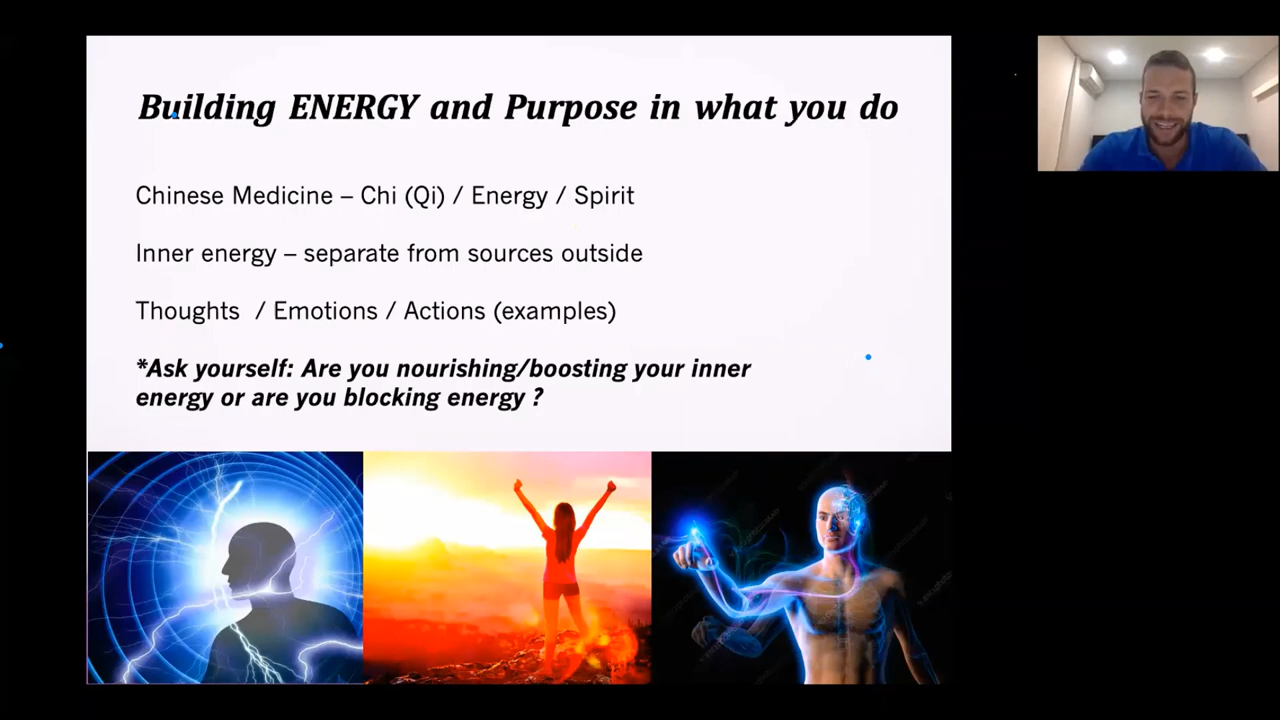 Building ENERGY and Purpose in what you do
Chinese Medicine – Chi (Qi) / Energy / Spirit
Inner energy – separate from sources outside
Thoughts / Emotions / Actions (examples)
*Ask yourself: Are you nourishing/boosting your inner
energy or are you blocking energy ?